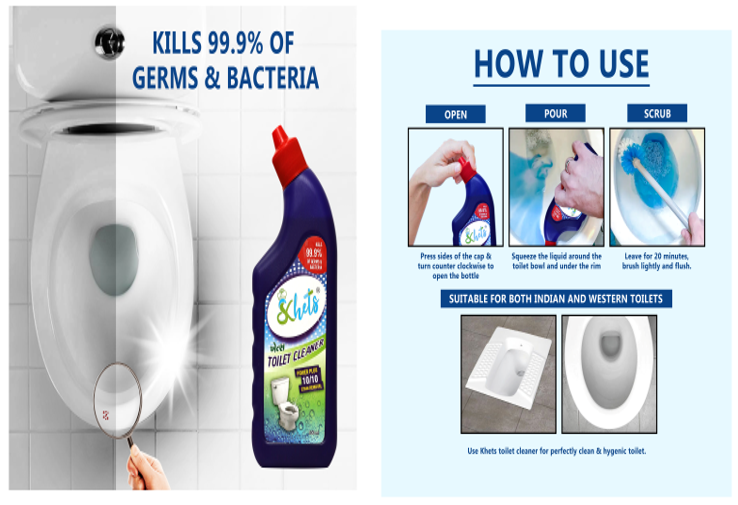 KILLS 99.9% OF
GERMS & BACTERIA
KILLS
99.9%
OF GERMS &
BACTERIA
Khets
TOILET CLEANER
POWER PLUS
10/10
HOW TO USE
OPEN
POUR
SCRUB
Press sides of the cap &
turn counter clockwise to
open the bottle
Squeeze the liquid around the
toilet bowl and under the rim
Leave for 20 minutes,
brush lightly and flush.
SUITABLE FOR BOTH INDIAN AND WESTERN TOILETS
Use Khets toilet cleaner for perfectly clean & hygenic toilet.